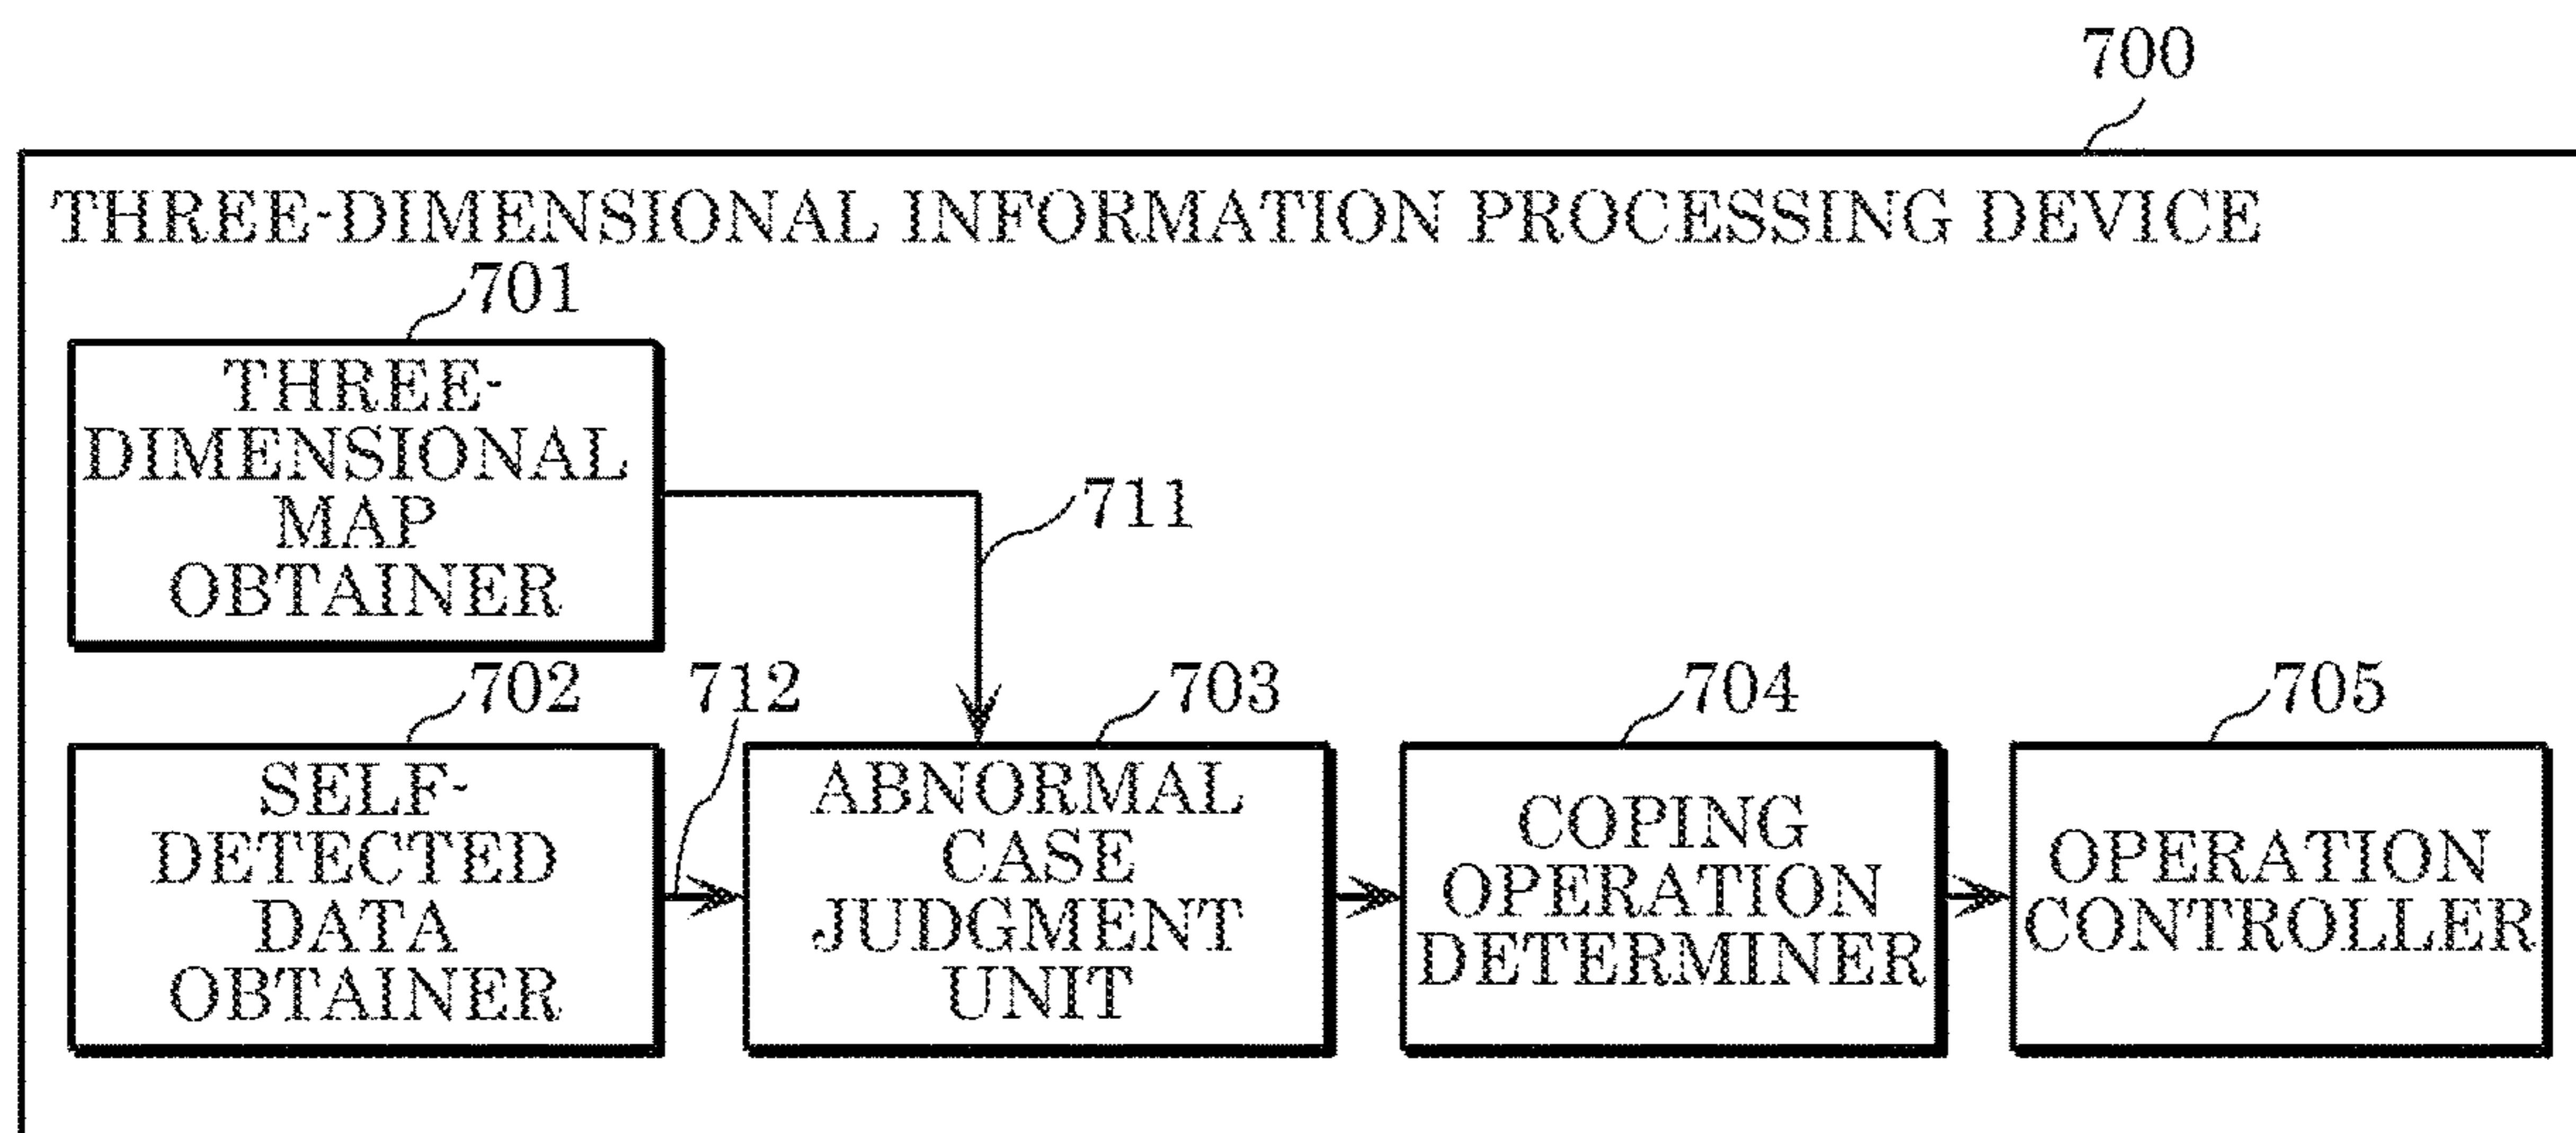 700
THREE-DIMENSIONAL INFORMATION PROCESSING DEVICE
701
THREE-
DIMENSIONAL
MAP
OBTAINER
711
702
712
703
704
705
SELF-
DETECTED
DATA
OBTAINER
ABNORMAL
CASE
JUDGMENT
UNIT
COPING
OPERATION
DETERMINER
OPERATION
CONTROLLER